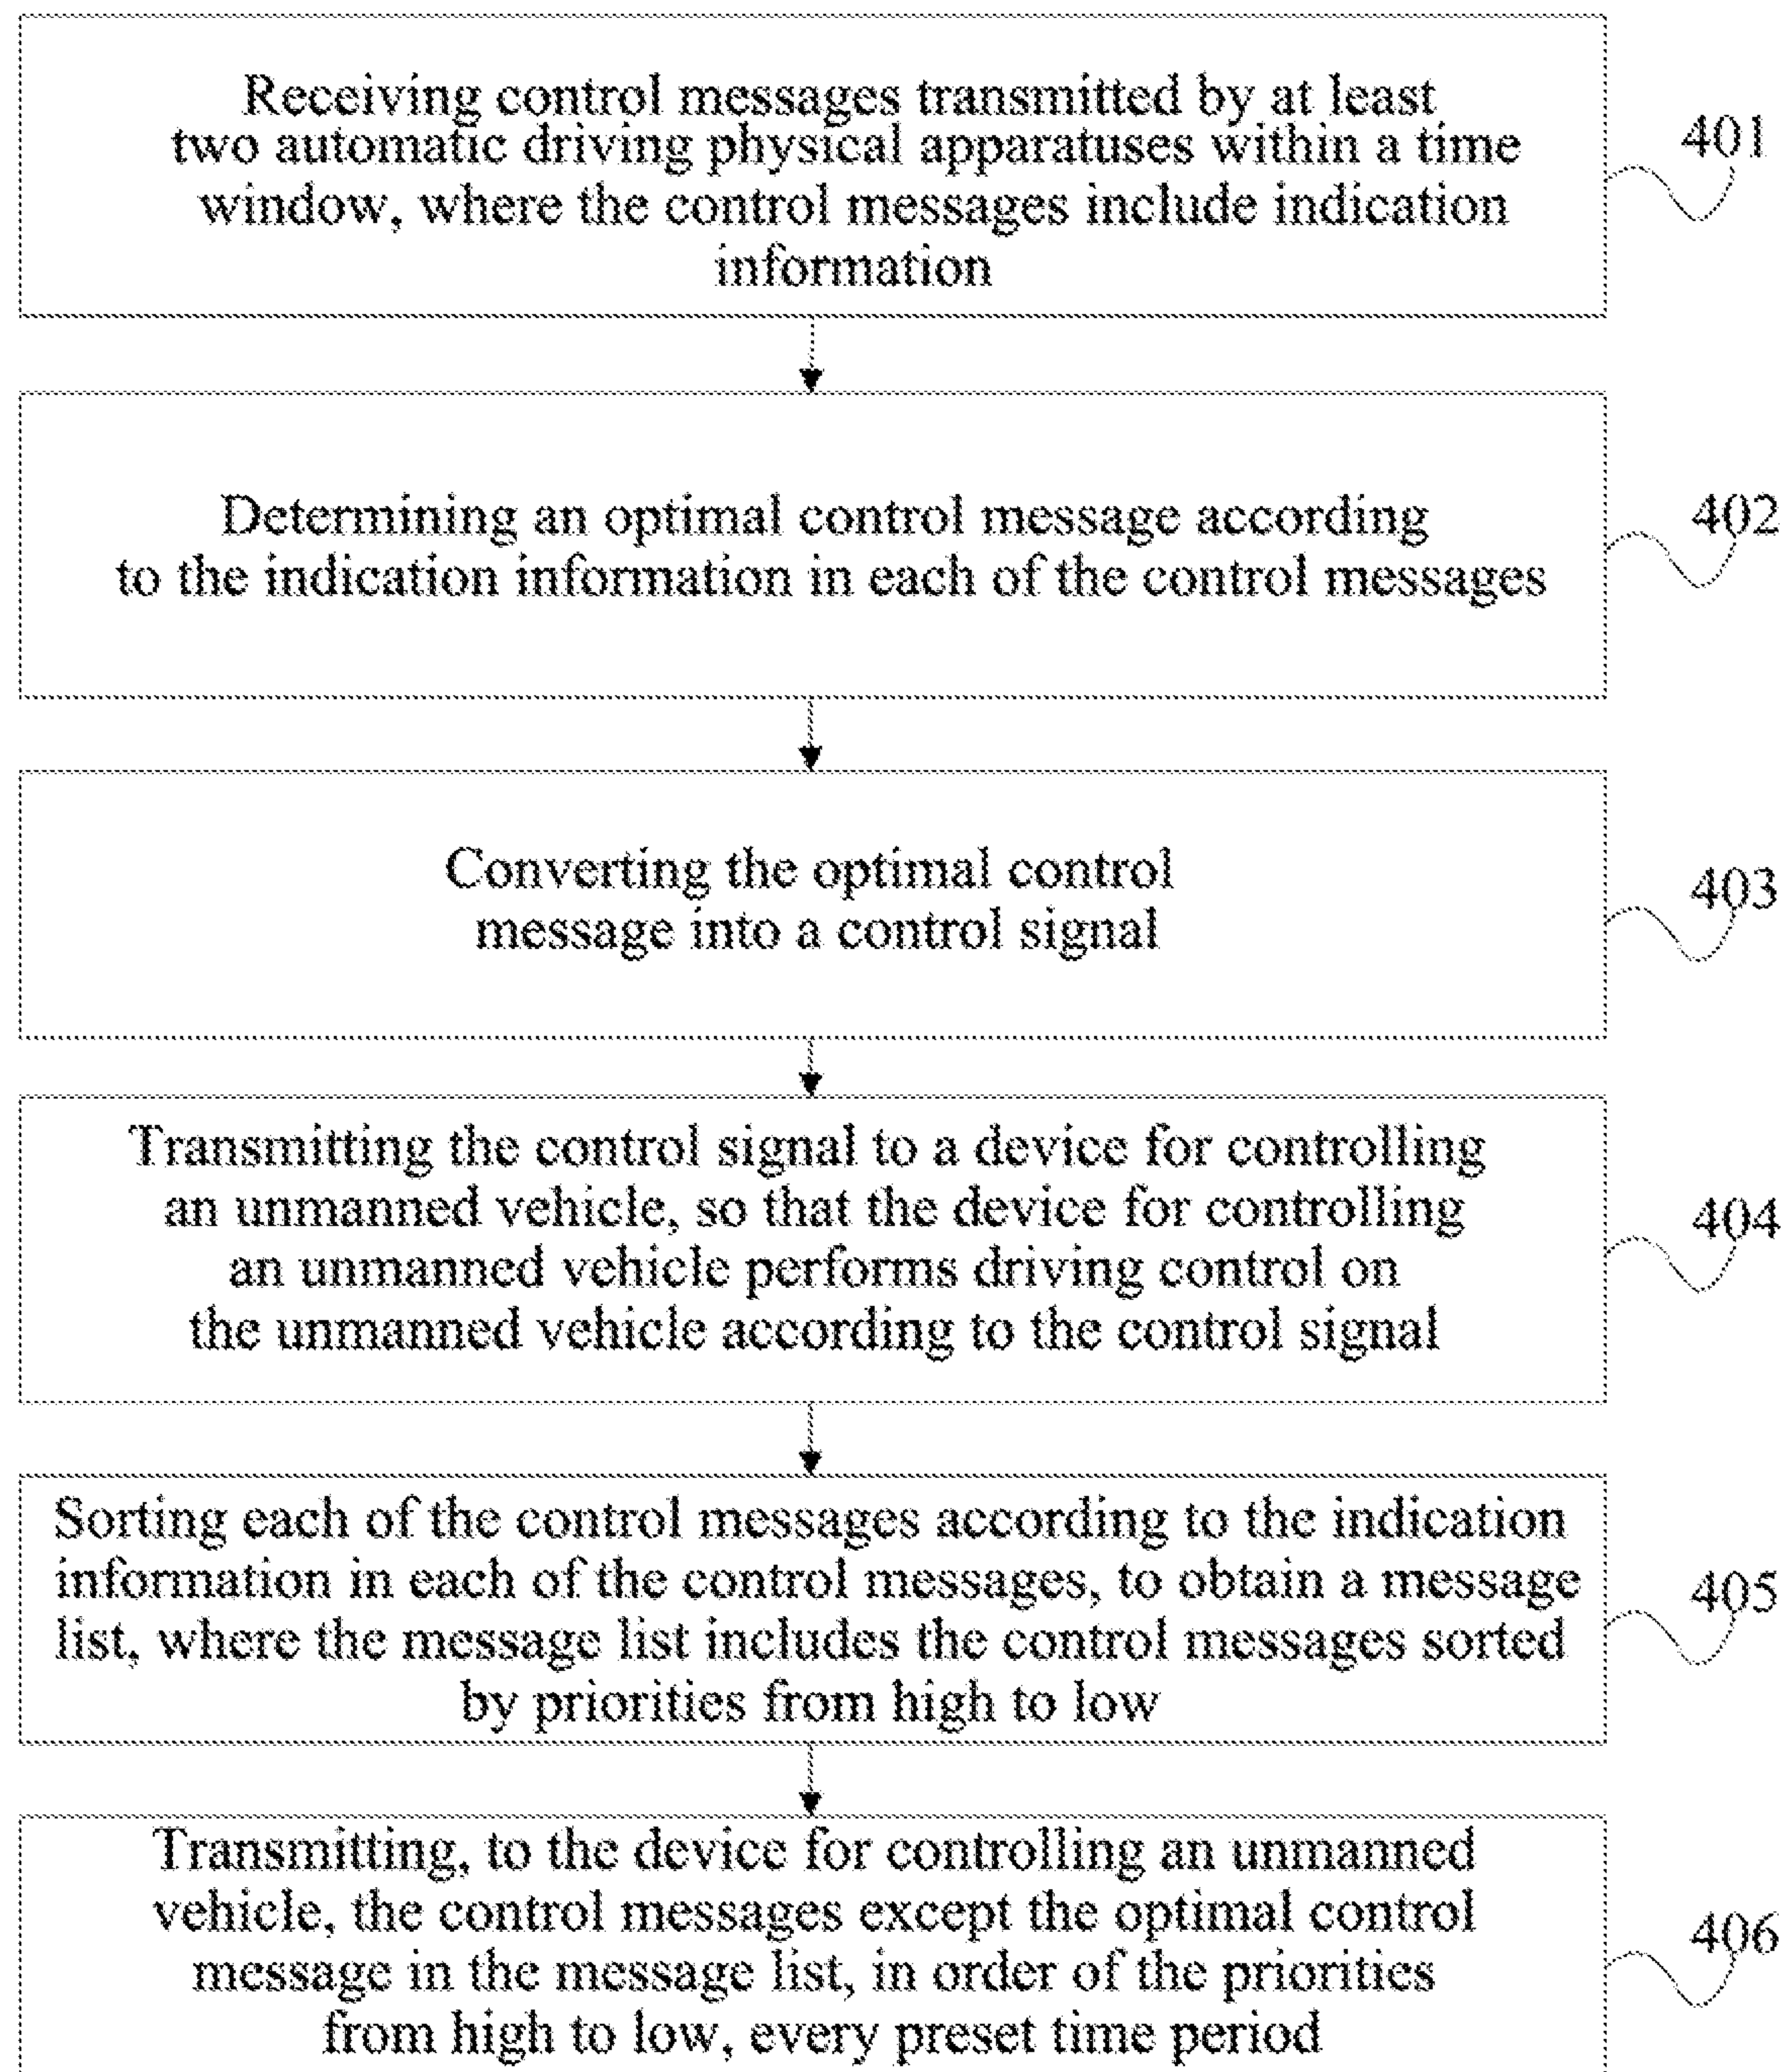 Receiving control messages transmitted by at least
two automatic driving physical apparatuses within a time
window, where the control messages include indication
information
401
Determining an optimal control message according
to the indication information in each of the control messages
402
Converting the optimal control
message into a control signal
403
Transmitting the control signal to a device for controlling
an unmanned vehicle, so that the device for controlling
an unmanned vehicle performs driving control on
the unmanned vehicle according to the control signal
404
Sorting each of the control messages according to the indication
information in each of the control messages, to obtain a message
list, where the message list includes the control messages sorted
by priorities from high to low
405
Transmitting, to the device for controlling an unmanned
vehicle, the control messages except the optimal control
message in the message list, in order of the priorities
from high to low, every preset time period
406